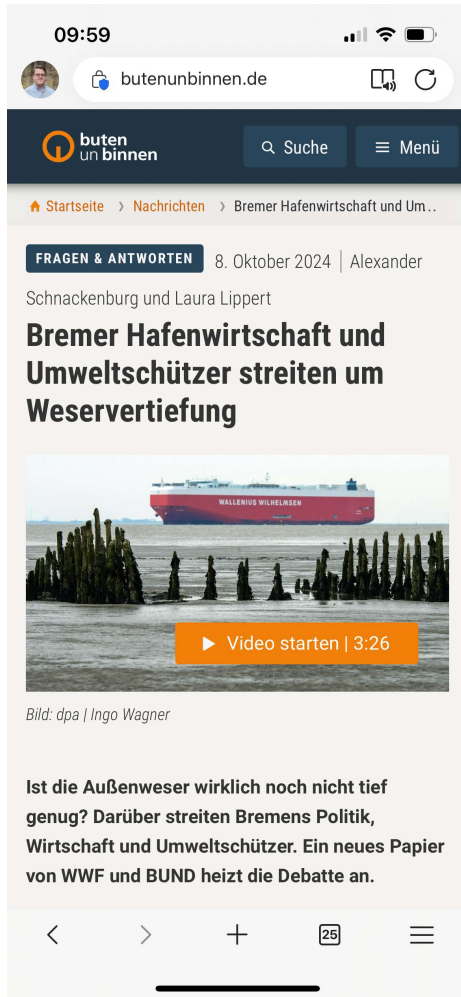 09:59
butenunbinnen.de
buten
un binnen
Suche
Menü
Startseite
Nachrichten
Bremer Hafenwirtschaft und Um..
FRAGEN & ANTWORTEN 8. Oktober 2024 | Alexander
Schnackenburg und Laura Lippert
Bremer Hafenwirtschaft und
Umweltschützer streiten um
Weservertiefung
WALLENIUS WILHELMSEN
Video starten | 3:26
Bild: dpa | Ingo Wagner
Ist die Außenweser wirklich noch nicht tief
genug? Darüber streiten Bremens Politik,
Wirtschaft und Umweltschützer. Ein neues Papier
von WWF und BUND heizt die Debatte an.
25